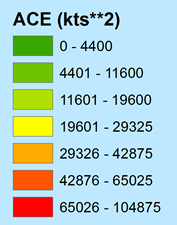 ACE (kts**2)
0 - 4400
4401 - 11600
11601 - 19600
19601 - 29325
29326 - 42875
42876 - 65025
65026 - 104875